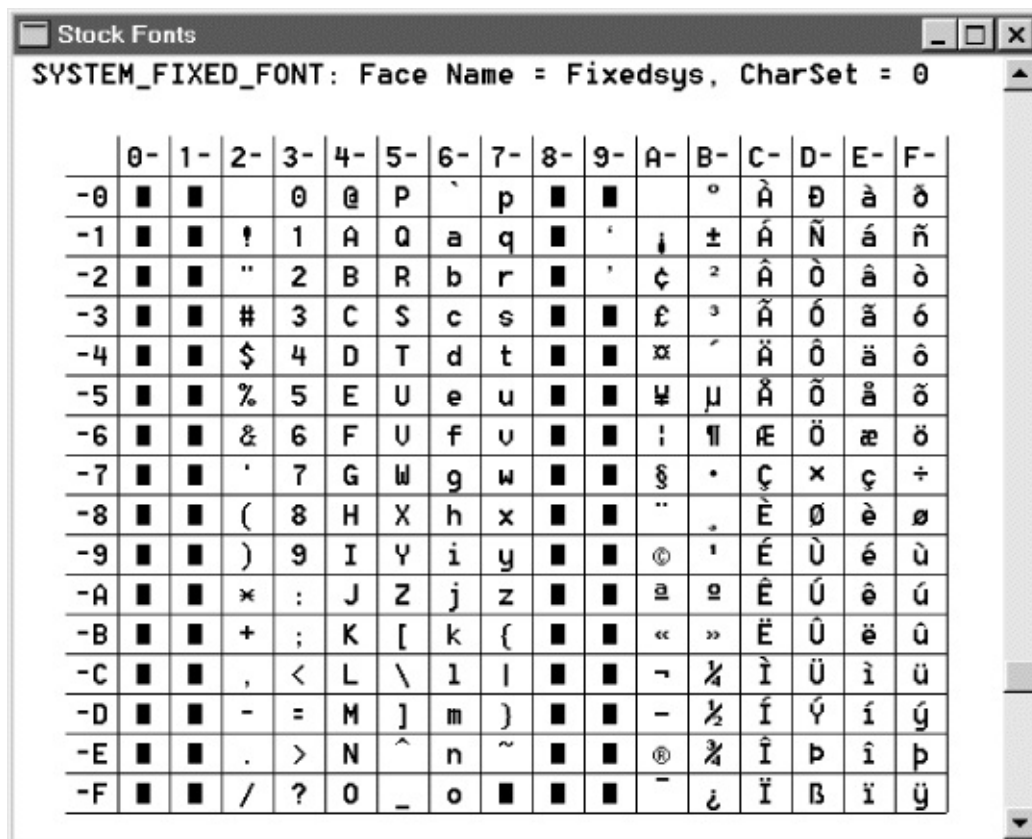 Stock Fonts
SYSTEM_FIXED_FONT: Face Name = Fixedsys, CharSet = 0
0- 1- 2- 3- 4- 5- 6- 7- 8- 9- A- B- C- D- E- F-
-0 ■ ■ 0 @ P ` p ■ ■ ° À Ð à ð
-1 ■ ■ ! 1 A Q a q ■ ‘ ¡ ± Á Ñ á ñ
-2 ■ ■ " 2 B R b r ■ ’ ¢ ² Â Ò â ò
-3 ■ ■ # 3 C S c s ■ ■ £ ³ Ã Ó ã ó
-4 ■ ■ $ 4 D T d t ■ ■ ¤ ´ Ä Ô ä ô
-5 ■ ■ % 5 E U e u ■ ■ ¥ µ Å Õ å õ
-6 ■ ■ & 6 F V f v ■ ■ ¦ ¶ Æ Ö æ ö
-7 ■ ■ ' 7 G W g w ■ ■ § · Ç × ç ÷
-8 ■ ■ ( 8 H X h x ■ ■ ¨ ¸ È Ø è ø
-9 ■ ■ ) 9 I Y i y ■ ■ © ¹ É Ù é ù
-A ■ ■ * : J Z j z ■ ■ ª º Ê Ú ê ú
-B ■ ■ + ; K [ k { ■ ■ « » Ë Û ë û
-C ■ ■ , < L \ l | ■ ■ ¬ ¼ Ì Ü ì ü
-D ■ ■ - = M ] m } ■ ■ - ½ Í Ý í ý
-E ■ ■ . > N ^ n ~ ■ ■ ® ¾ Î Þ î þ
-F ■ ■ / ? O _ o ■ ■ ■ ¯ ¿ Ï ß ï ÿ